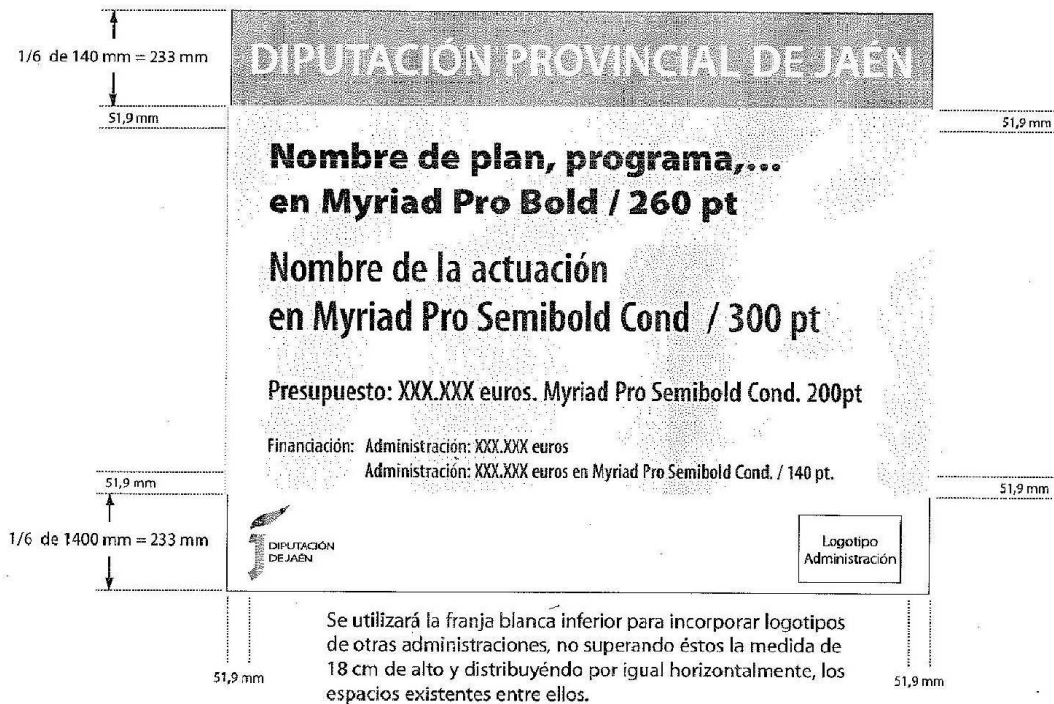 1/6 de 140 mm = 233 mm
DIPUTACIÓN PROVINCIAL DE JAÉN
51,9 mm
51,9 mm
Nombre de plan, programa,...
en Myriad Pro Bold / 260 pt
Nombre de la actuación
en Myriad Pro Semibold Cond / 300 pt
Presupuesto: XXX.XXX euros. Myriad Pro Semibold Cond. 200pt
Financiación: Administración: XXX.XXX euros
Administración: XXX.XXX euros en Myriad Pro Semibold Cond. / 140 pt.
51,9 mm
51,9 mm
1/6 de 1400 mm = 233 mm
DIPUTACIÓN
DE JAÉN
Logotipo
Administración
Se utilizará la franja blanca inferior para incorporar logotipos
de otras administraciones, no superando éstos la medida de
18 cm de alto y distribuyéndo por igual horizontalmente, los
espacios existentes entre ellos.
51,9 mm
51,9 mm